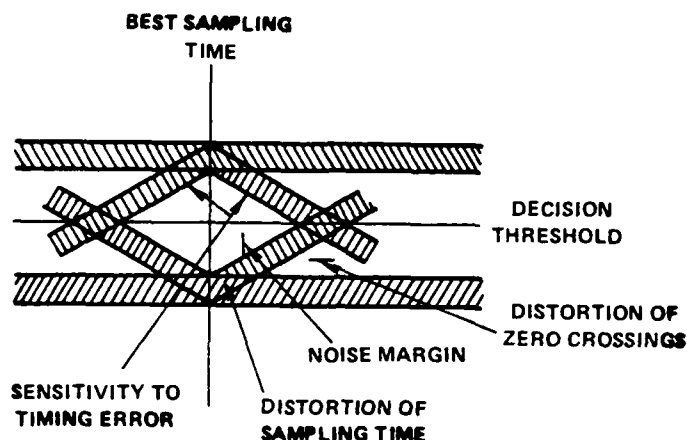 BEST SAMPLING
TIME
DECISION
THRESHOLD
DISTORTION OF
ZERO CROSSINGS
NOISE MARGIN
SENSITIVITY TO
TIMING ERROR
DISTORTION OF
SAMPLING TIME